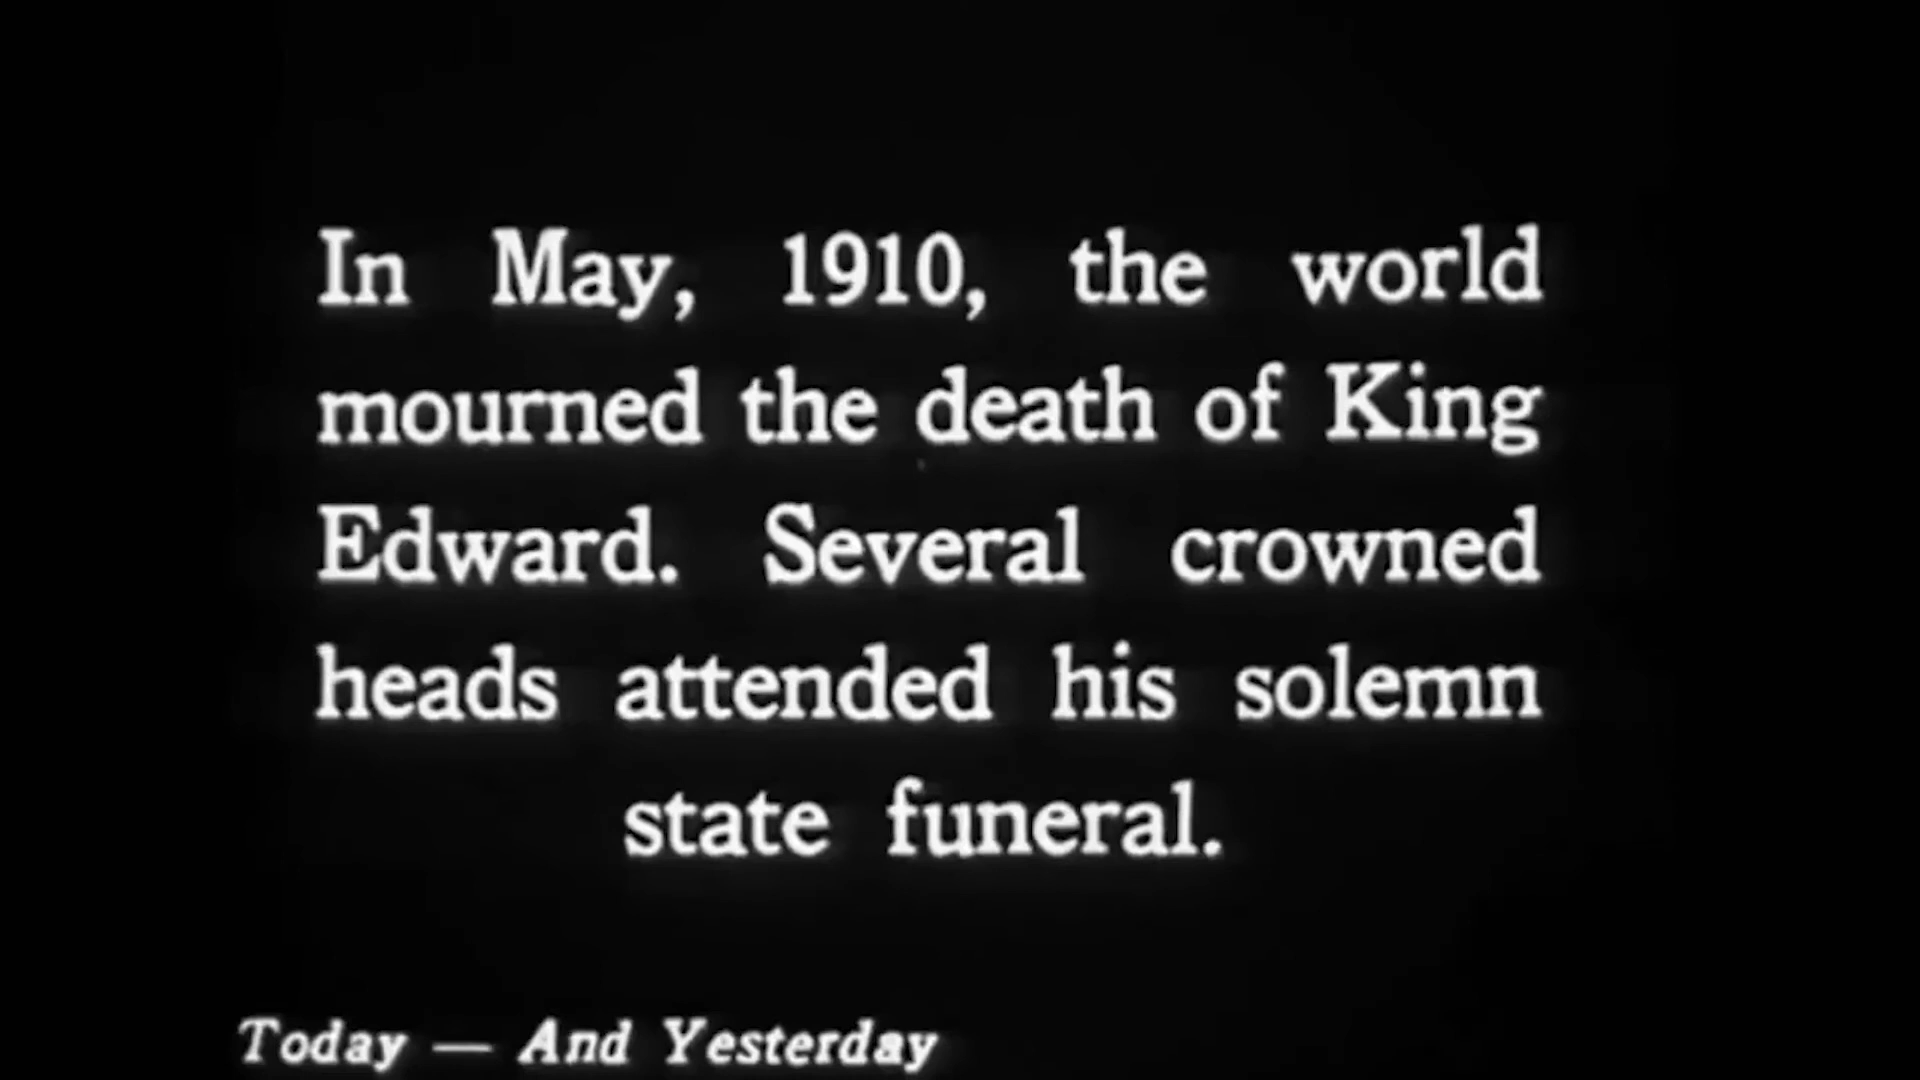 In May, 1910, the world
mourned the death of King
Edward. Several crowned
heads attended his solemn
state funeral.
Today — And Yesterday